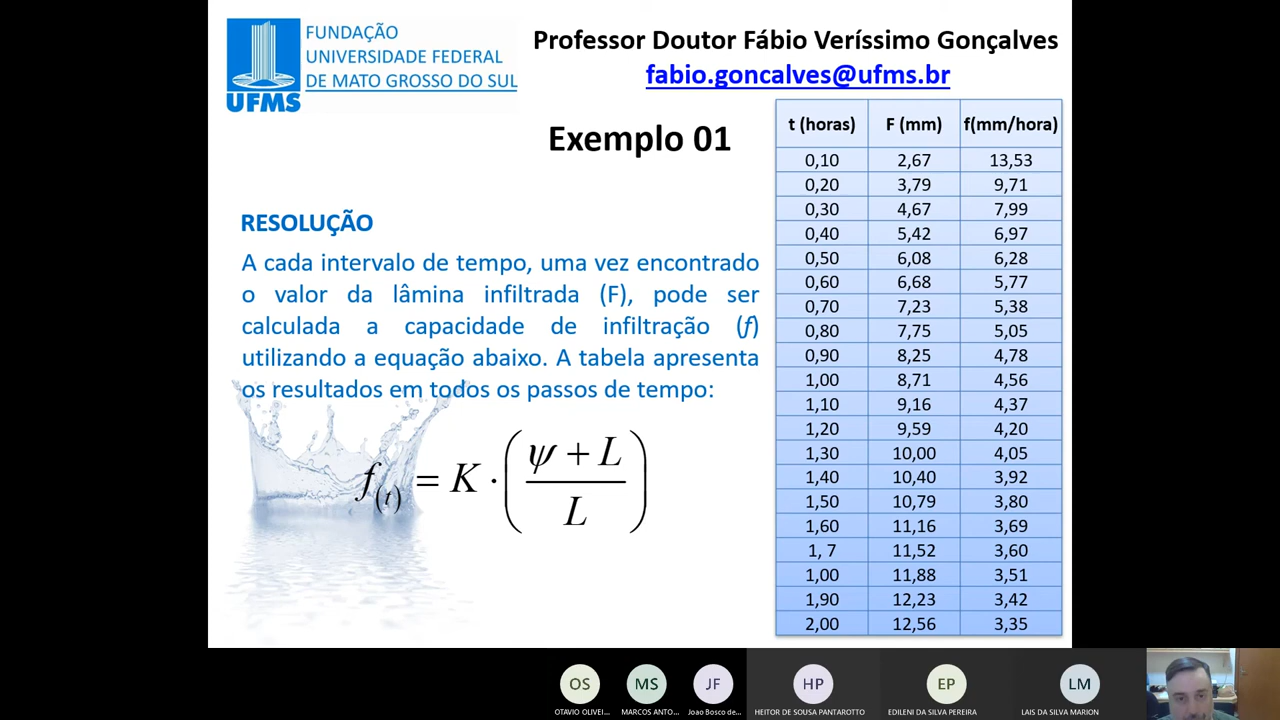 FUNDAÇÃO
UNIVERSIDADE FEDERAL
DE MATO GROSSO DO SUL
UFMS
Professor Doutor Fábio Veríssimo Gonçalves
fabio.goncalves@ufms.br
Exemplo 01
RESOLUÇÃO
A cada intervalo de tempo, uma vez encontrado
o valor da lâmina infiltrada (F), pode ser
calculada a capacidade de infiltração (f)
utilizando a equação abaixo. A tabela apresenta
os resultados em todos os passos de tempo:
f(t) = K · (ψ + L / L)
t (horas) F (mm) f(mm/hora)
0,10 2,67 13,53
0,20 3,79 9,71
0,30 4,67 7,99
0,40 5,42 6,97
0,50 6,08 6,28
0,60 6,68 5,77
0,70 7,23 5,38
0,80 7,75 5,05
0,90 8,25 4,78
1,00 8,71 4,56
1,10 9,16 4,37
1,20 9,59 4,20
1,30 10,00 4,05
1,40 10,40 3,92
1,50 10,79 3,80
1,60 11,16 3,69
1, 7 11,52 3,60
1,00 11,88 3,51
1,90 12,23 3,42
2,00 12,56 3,35
OS MS JF HP EP LM
OTAVIO OLIVEI... MARCOS ANTO... Joao Bosco de... HEITOR DE SOUSA PANTAROTTO EDILENI DA SILVA PEREIRA LAIS DA SILVA MARION